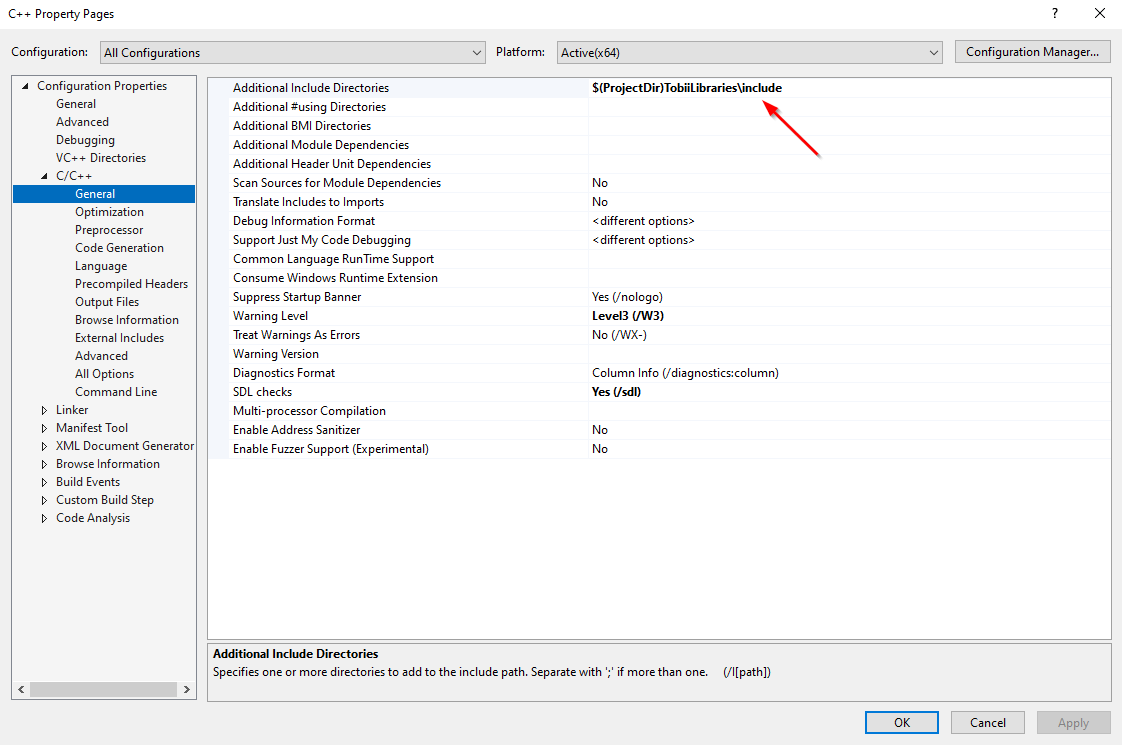 C++ Property Pages
?
Configuration: All Configurations Platform: Active(x64) Configuration Manager...
Configuration Properties
General
Advanced
Debugging
VC++ Directories
C/C++
General
Optimization
Preprocessor
Code Generation
Language
Precompiled Headers
Output Files
Browse Information
External Includes
Advanced
All Options
Command Line
Linker
Manifest Tool
XML Document Generator
Browse Information
Build Events
Custom Build Step
Code Analysis
Additional Include Directories $(ProjectDir)TobiiLibraries\include
Additional #using Directories
Additional BMI Directories
Additional Module Dependencies
Additional Header Unit Dependencies
Scan Sources for Module Dependencies No
Translate Includes to Imports No
Debug Information Format <different options>
Support Just My Code Debugging <different options>
Common Language RunTime Support
Consume Windows Runtime Extension
Suppress Startup Banner Yes (/nologo)
Warning Level Level3 (/W3)
Treat Warnings As Errors No (/WX-)
Warning Version
Diagnostics Format Column Info (/diagnostics:column)
SDL checks Yes (/sdl)
Multi-processor Compilation
Enable Address Sanitizer No
Enable Fuzzer Support (Experimental) No
Additional Include Directories
Specifies one or more directories to add to the include path. Separate with ';' if more than one. (/I[path])
OK Cancel Apply